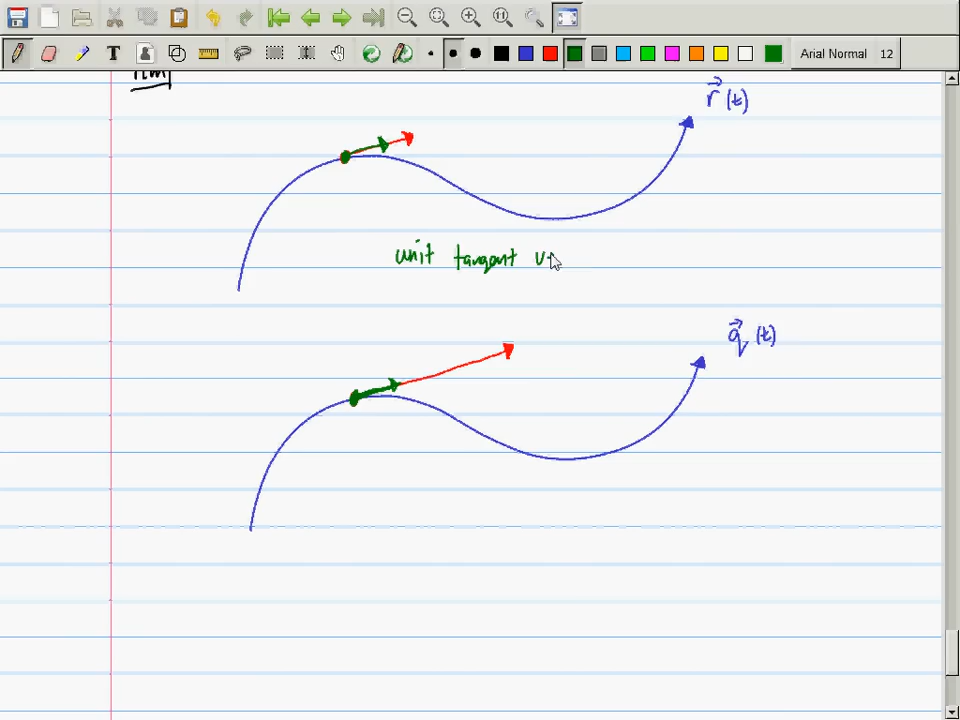 Arial Normal 12
r⃗ (t)
unit tangent v
q⃗ (t)